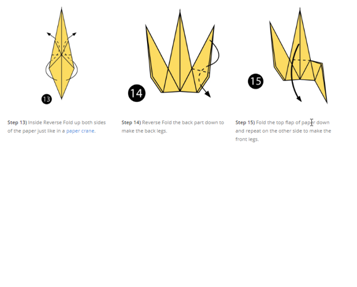 13
14
15
Step 13) Inside Reverse Fold up both sides
of the paper just like in a paper crane.
Step 14) Reverse Fold the back part down to
make the back legs.
Step 15) Fold the top flap of paper down
and repeat on the other side to make the
front legs.